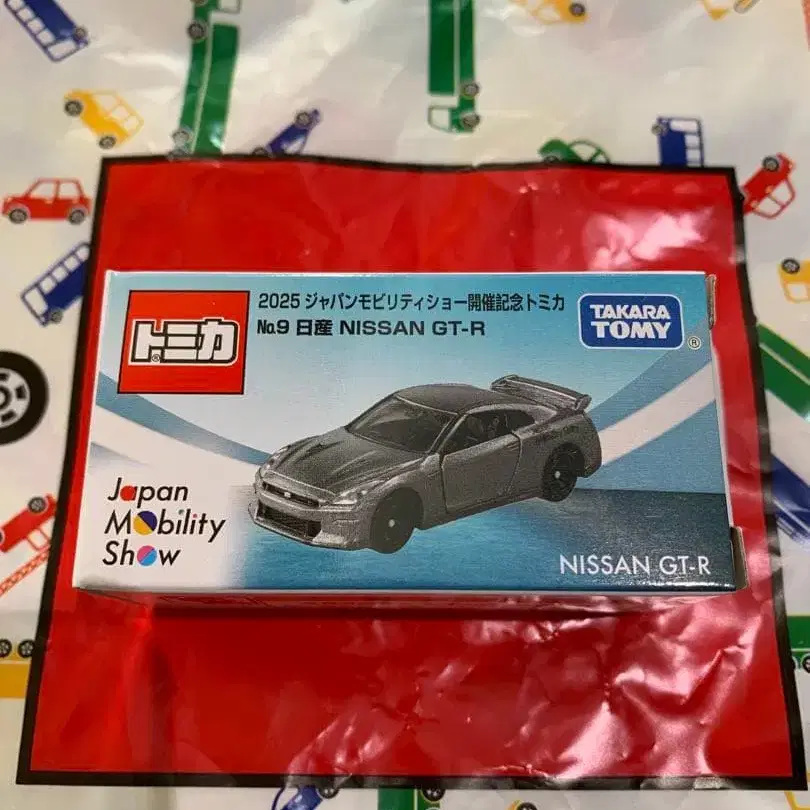 トミカ
2025 ジャパンモビリティショー開催記念トミカ
No.9 日産 NISSAN GT-R
TAKARA
TOMY
®
Japan
Mobility
Show
NISSAN GT-R